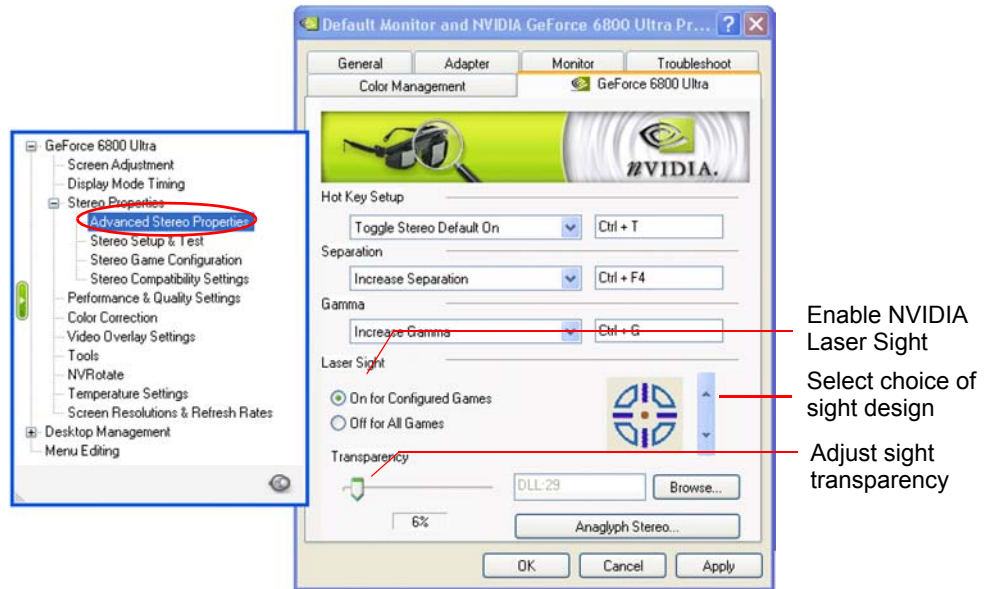 Default Monitor and NVIDIA GeForce 6800 Ultra Pr...
General Adapter Monitor Troubleshoot
Color Management GeForce 6800 Ultra
NVIDIA.
GeForce 6800 Ultra
Screen Adjustment
Display Mode Timing
Stereo Properties
Advanced Stereo Properties
Stereo Setup & Test
Stereo Game Configuration
Stereo Compatibility Settings
Performance & Quality Settings
Color Correction
Video Overlay Settings
Tools
NVRotate
Temperature Settings
Screen Resolutions & Refresh Rates
Desktop Management
Menu Editing
Hot Key Setup
Toggle Stereo Default On Ctrl + T
Separation
Increase Separation Ctrl + F4
Gamma
Increase Gamma Ctrl + G
Laser Sight
On for Configured Games
Off for All Games
Transparency
6%
DLL:29 Browse...
Anaglyph Stereo...
OK Cancel Apply
Enable NVIDIA
Laser Sight
Select choice of
sight design
Adjust sight
transparency